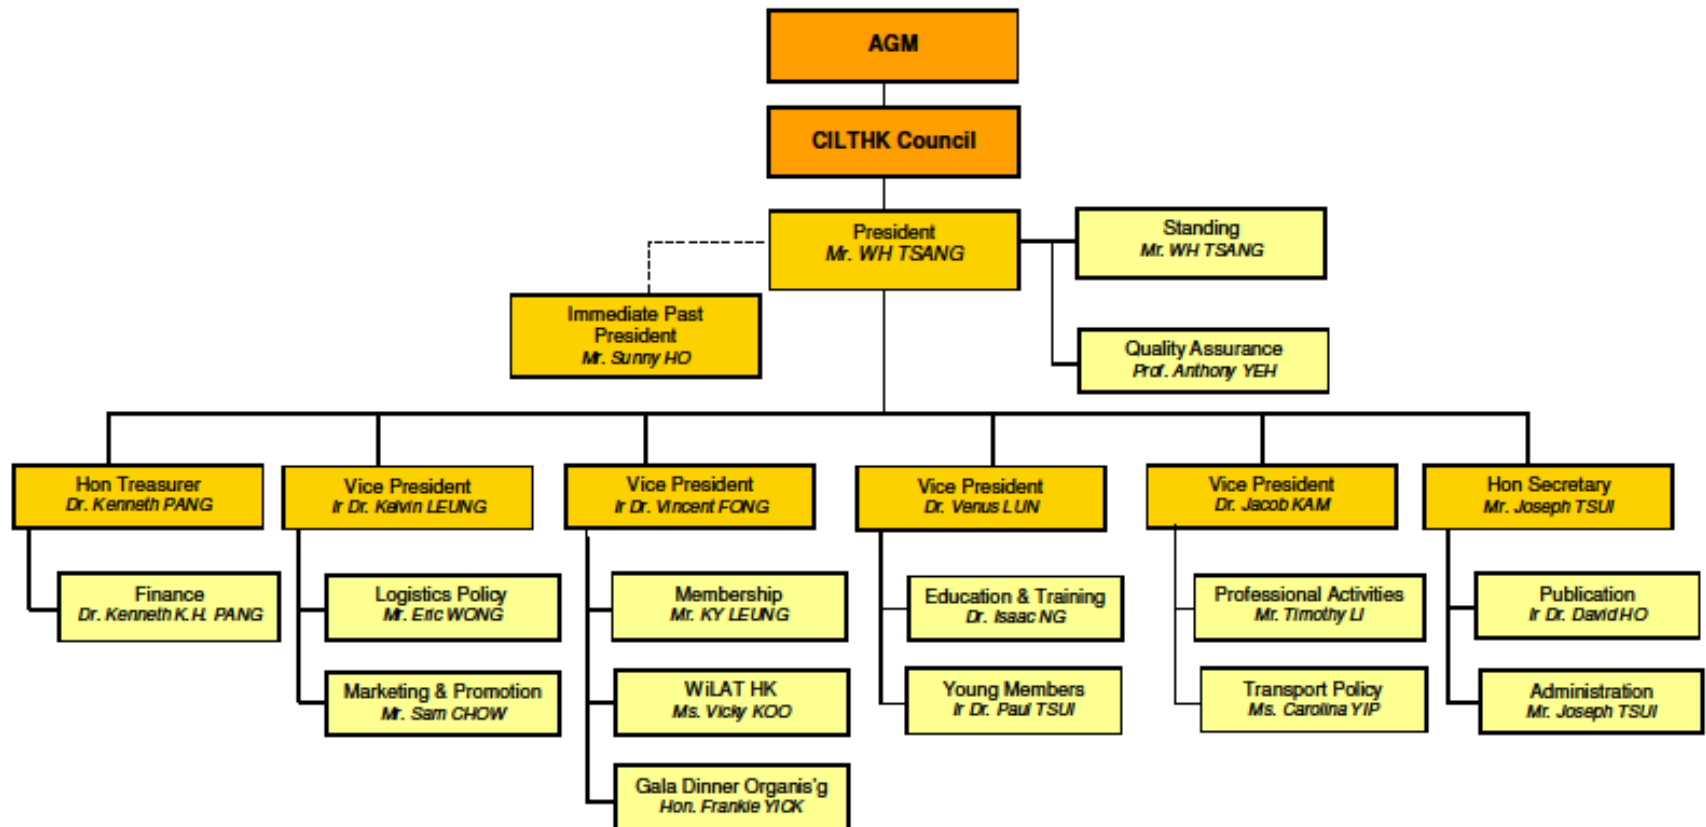 AGM
CILTHK Council
President
Mr. WH TSANG
Standing
Mr. WH TSANG
Immediate Past
President
Mr. Sunny HO
Quality Assurance
Prof. Anthony YEH
Hon Treasurer
Dr. Kenneth PANG
Vice President
Ir Dr. Kelvin LEUNG
Vice President
Ir Dr. Vincent FONG
Vice President
Dr. Venus LUN
Vice President
Dr. Jacob KAM
Hon Secretary
Mr. Joseph TSUI
Finance
Dr. Kenneth K.H. PANG
Logistics Policy
Mr. Eric WONG
Membership
Mr. KY LEUNG
Education & Training
Dr. Isaac NG
Professional Activities
Mr. Timothy LI
Publication
Ir Dr. David HO
Marketing & Promotion
Mr. Sam CHOW
WiLAT HK
Ms. Vicky KOO
Young Members
Ir Dr. Paul TSUI
Transport Policy
Ms. Carolina YIP
Administration
Mr. Joseph TSUI
Gala Dinner Organis'g
Hon. Frankie YICK